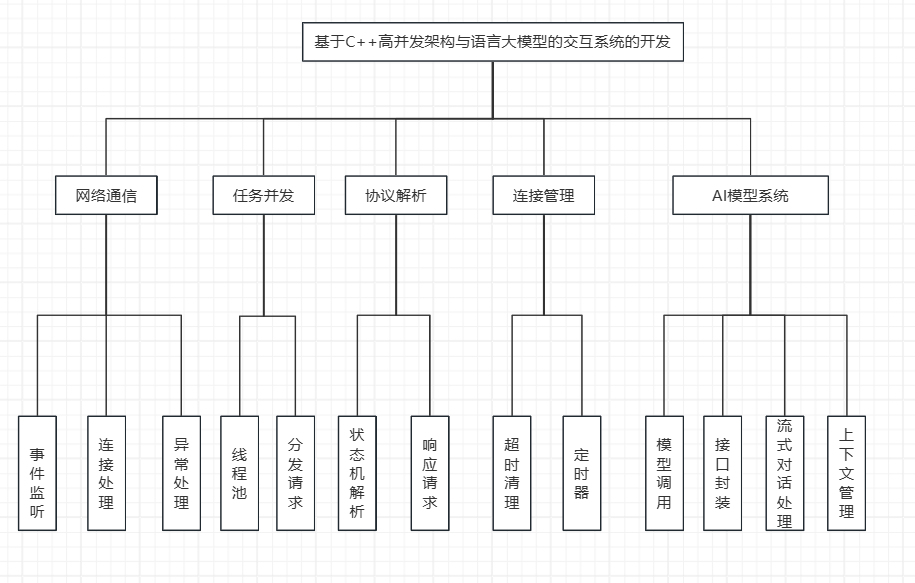 基于C++高并发架构与语言大模型的交互系统的开发
网络通信
任务并发
协议解析
连接管理
AI模型系统
事件监听
连接处理
异常处理
线程池
分发请求
状态机解析
响应请求
超时清理
定时器
模型调用
接口封装
流式对话处理
上下文管理